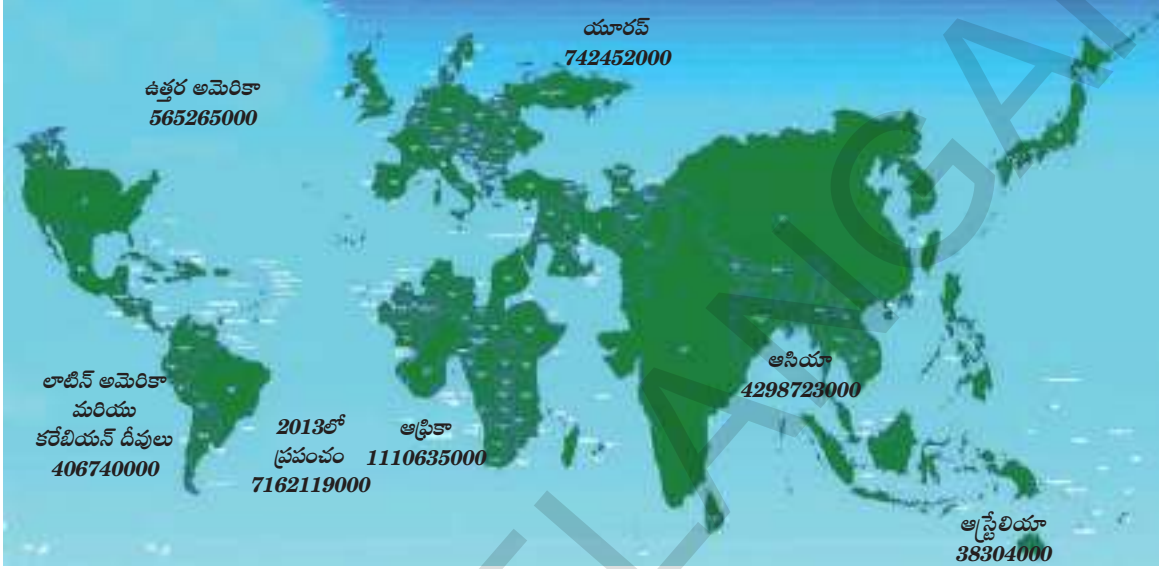 యూరప్
742452000
ఉత్తర అమెరికా
565265000
ఆసియా
4298723000
లాటిన్ అమెరికా
మరియు
కరేబియన్ దీవులు
406740000
2013లో
ప్రపంచం
7162119000
ఆఫ్రికా
1110635000
ఆస్ట్రేలియా
38304000